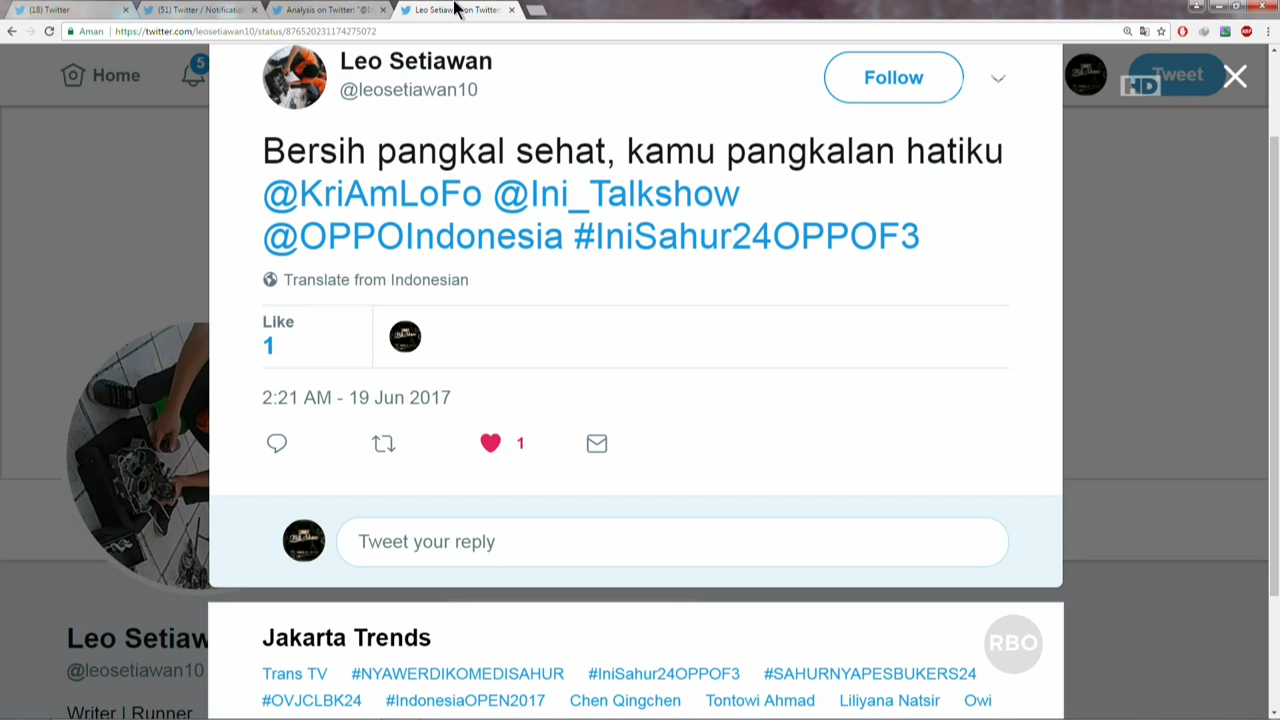 (18) Twitter
(51) Twitter / Notificatio
Analysis on Twitter: "@I
Leo Setiawan on Twitter:
Aman
https://twitter.com/leosetiawan10/status/876520231174275072
Home
5
Leo Setiawan
@leosetiawan10
Follow
Tweet
HD
Bersih pangkal sehat, kamu pangkalan hatiku
@KriAmLoFo @Ini_Talkshow
@OPPOIndonesia #IniSahur24OPPOF3
Translate from Indonesian
Like
1
2:21 AM - 19 Jun 2017
1
Tweet your reply
Leo Setiaw
@leosetiawan10
Writer | Runner
Jakarta Trends
RBO
Trans TV #NYAWERDIKOMEDISAHUR #IniSahur24OPPOF3 #SAHURNYAPESBUKERS24
#OVJCLBK24 #IndonesiaOPEN2017 Chen Qingchen Tontowi Ahmad Liliyana Natsir Owi